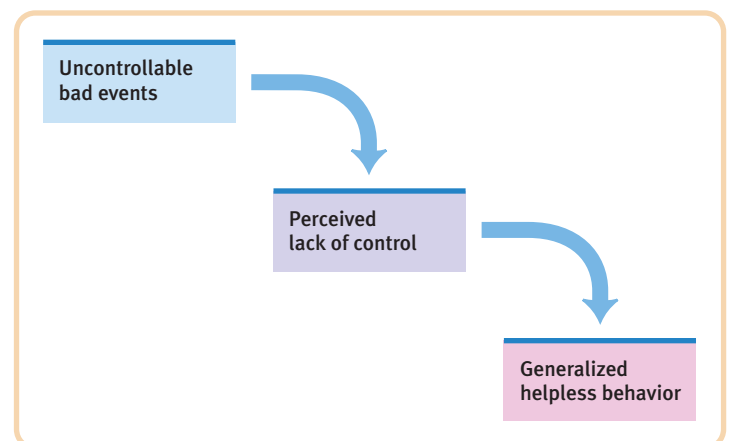 Uncontrollable
bad events
Perceived
lack of control
Generalized
helpless behavior